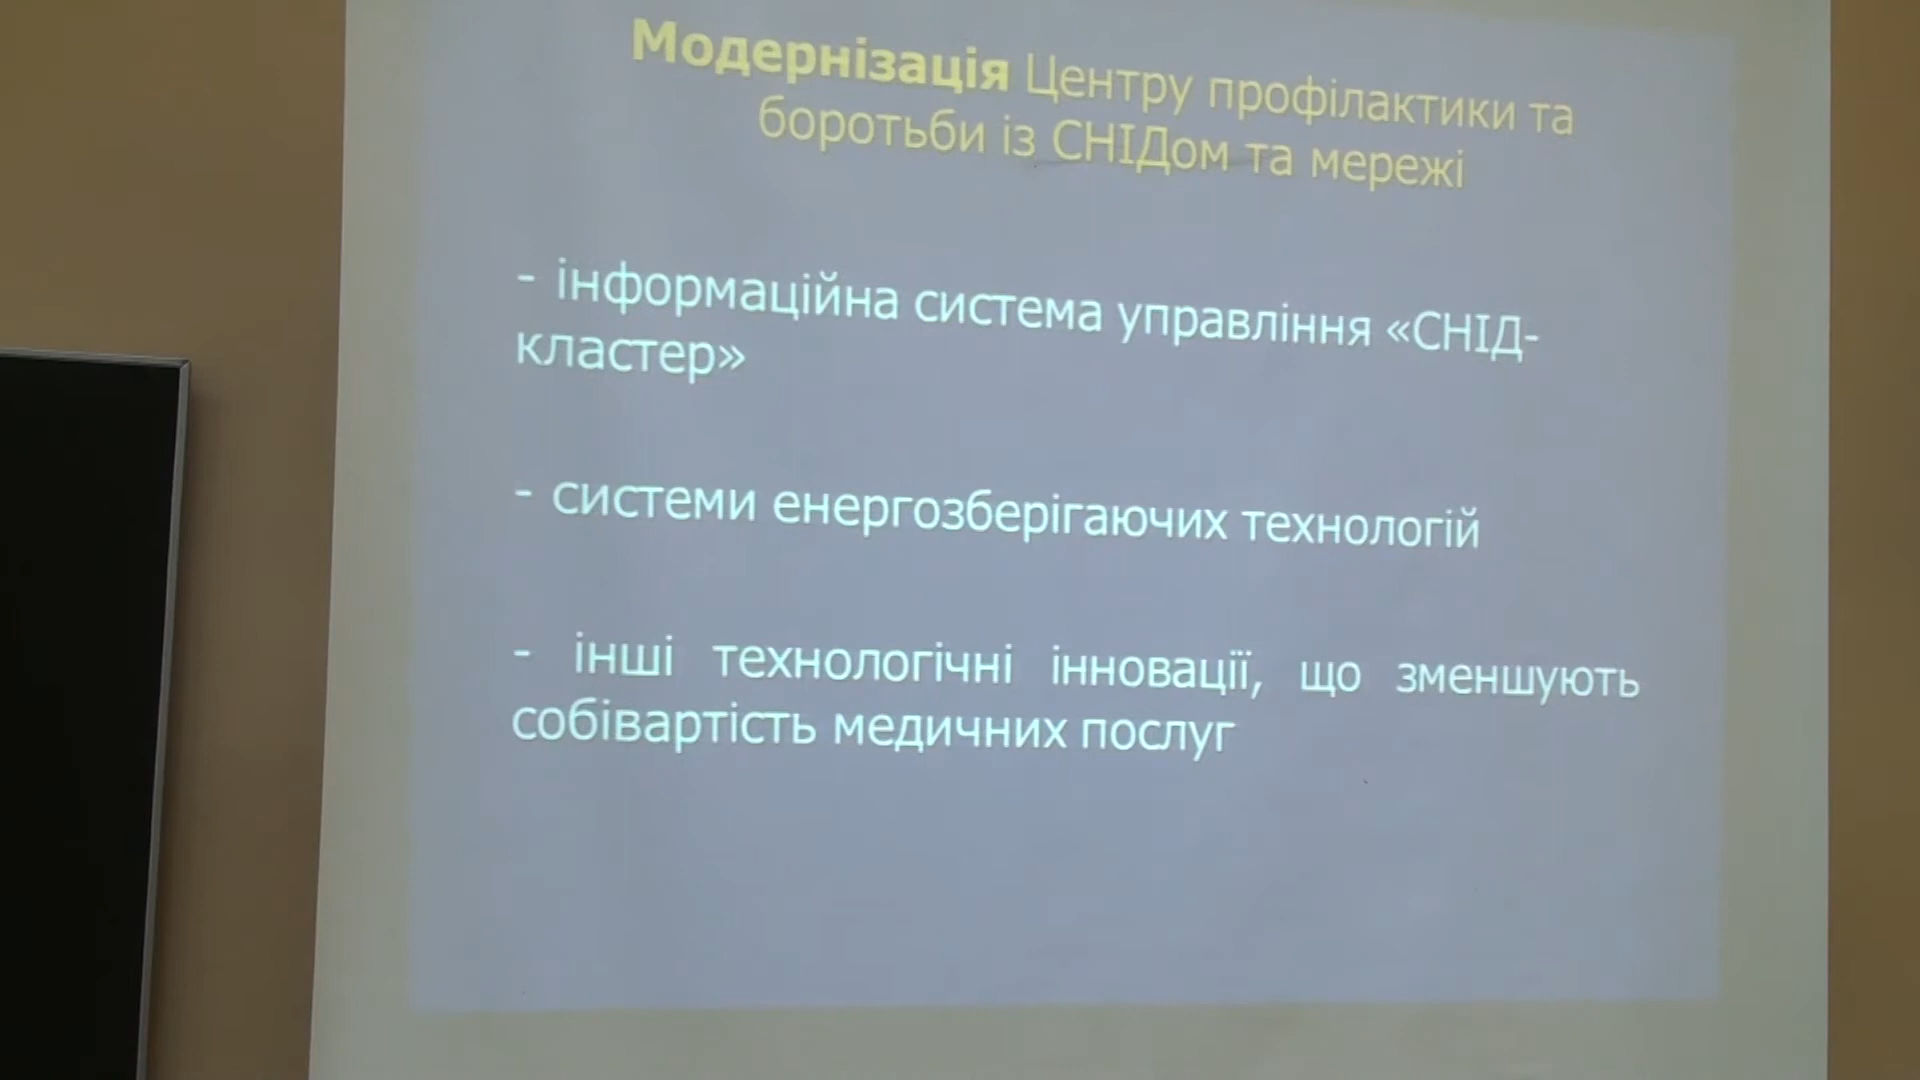 Модернізація Центру профілактики та
боротьби із СНІДом та мережі
- інформаційна система управління «СНІД-
кластер»
- системи енергозберігаючих технологій
- інші технологічні інновації, що зменшують
собівартість медичних послуг